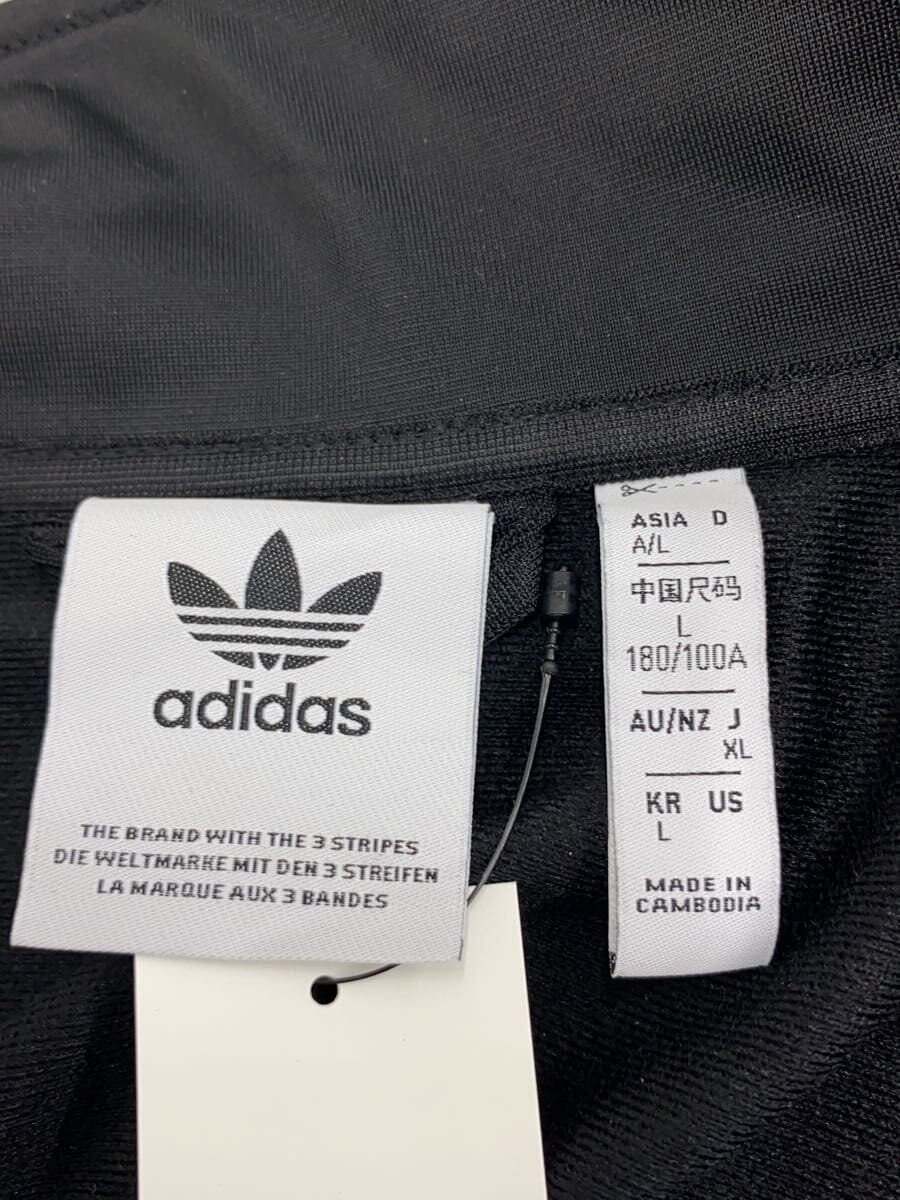 adidas
THE BRAND WITH THE 3 STRIPES
DIE WELTMARKE MIT DEN 3 STREIFEN
LA MARQUE AUX 3 BANDES
ASIA D
A/L
中国尺码
L
180/100A
AU/NZ J
XL
KR US
L
MADE IN
CAMBODIA